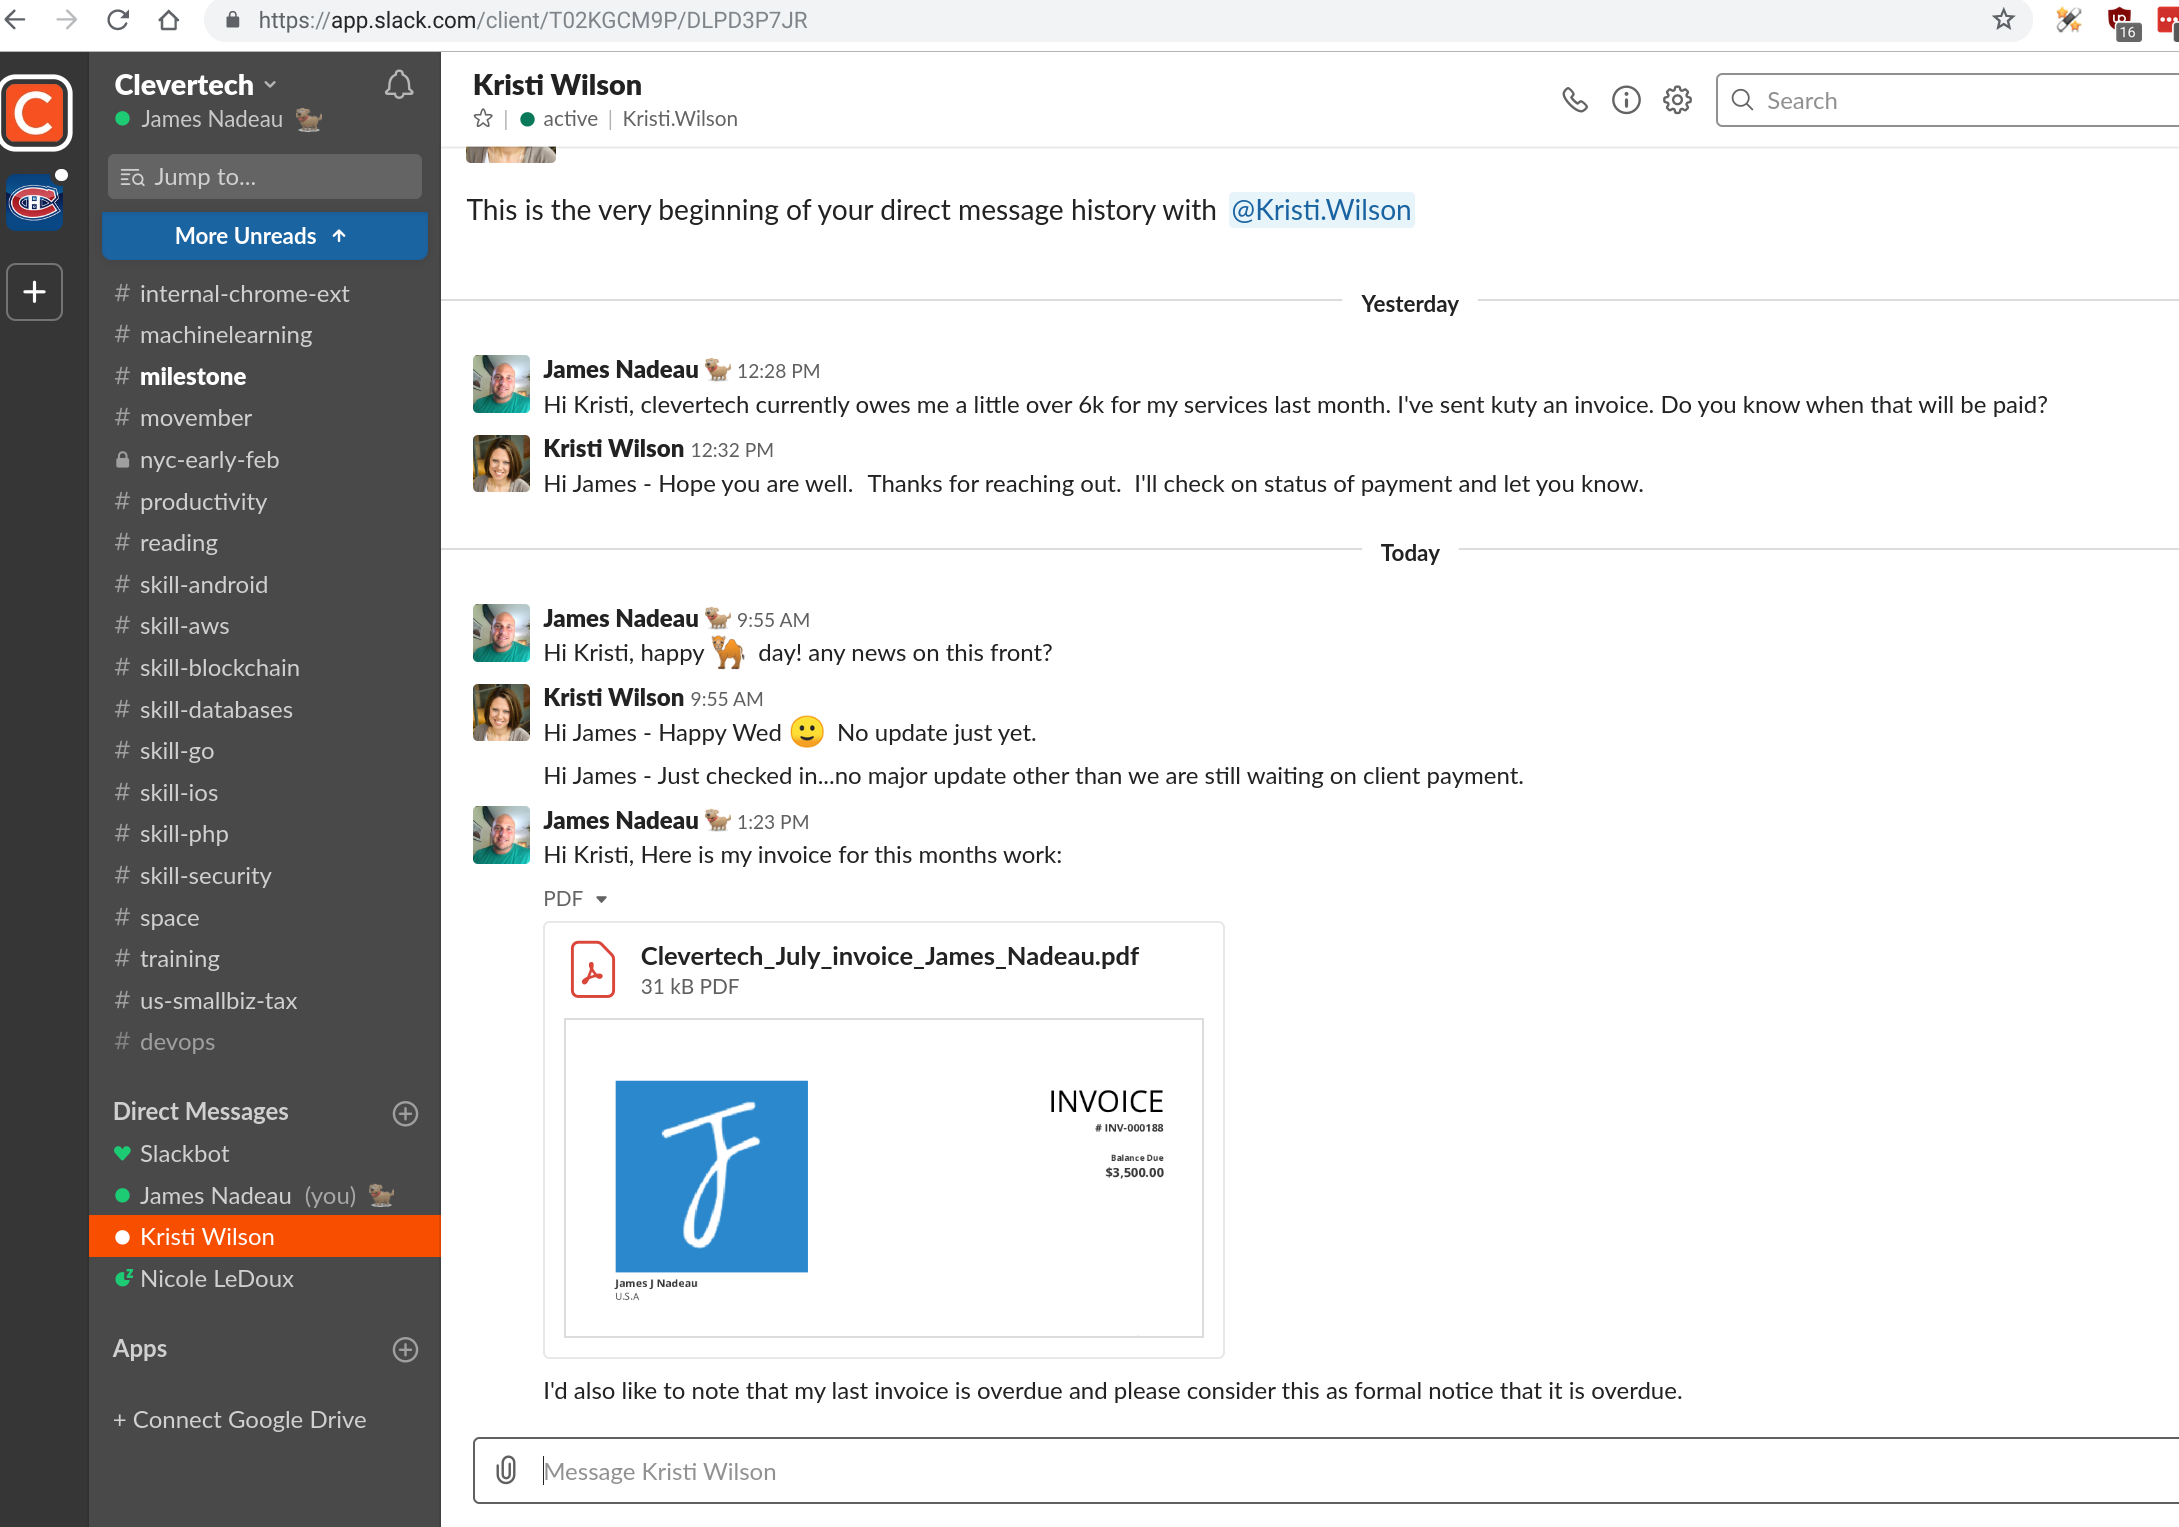 https://app.slack.com/client/T02KGCM9P/DLPD3P7JR
16
Clevertech
James Nadeau
Jump to...
More Unreads ↑
# internal-chrome-ext
# machinelearning
# milestone
# movember
nyc-early-feb
# productivity
# reading
# skill-android
# skill-aws
# skill-blockchain
# skill-databases
# skill-go
# skill-ios
# skill-php
# skill-security
# space
# training
# us-smallbiz-tax
# devops
Direct Messages
Slackbot
James Nadeau (you)
Kristi Wilson
Nicole LeDoux
Apps
+ Connect Google Drive
Kristi Wilson
active | Kristi.Wilson
Search
This is the very beginning of your direct message history with @Kristi.Wilson
Yesterday
James Nadeau 12:28 PM
Hi Kristi, clevertech currently owes me a little over 6k for my services last month. I've sent kuty an invoice. Do you know when that will be paid?
Kristi Wilson 12:32 PM
Hi James - Hope you are well. Thanks for reaching out. I'll check on status of payment and let you know.
Today
James Nadeau 9:55 AM
Hi Kristi, happy 🐫 day! any news on this front?
Kristi Wilson 9:55 AM
Hi James - Happy Wed 🙂 No update just yet.
Hi James - Just checked in...no major update other than we are still waiting on client payment.
James Nadeau 1:23 PM
Hi Kristi, Here is my invoice for this months work:
PDF
Clevertech_July_invoice_James_Nadeau.pdf
31 kB PDF
INVOICE
# INV-000188
Balance Due
$3,500.00
James J Nadeau
U.S.A
I'd also like to note that my last invoice is overdue and please consider this as formal notice that it is overdue.
Message Kristi Wilson